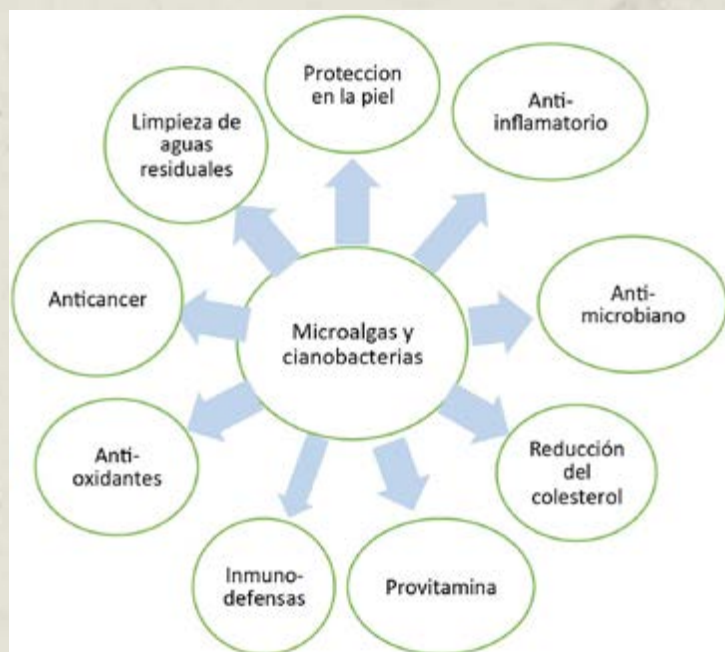 Proteccion
en la piel
Anti-
inflamatorio
Anti-
microbiano
Reducción
del
colesterol
Provitamina
Inmuno-
defensas
Anti-
oxidantes
Anticancer
Limpieza de
aguas
residuales
Microalgas y
cianobacterias